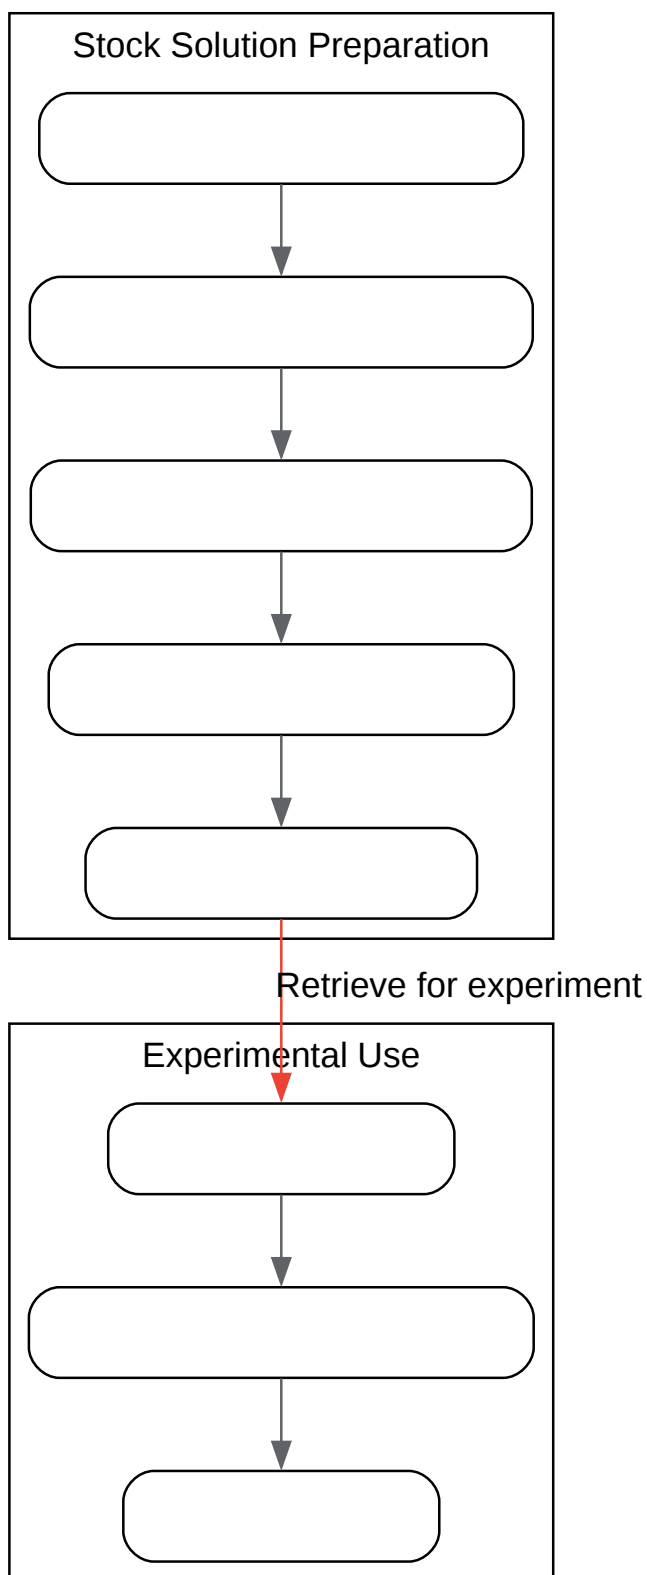 Stock Solution Preparation
Retrieve for experiment
Experimental Use